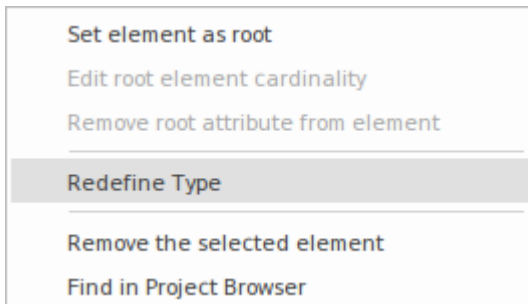 Set element as root
Edit root element cardinality
Remove root attribute from element
Redefine Type
Remove the selected element
Find in Project Browser